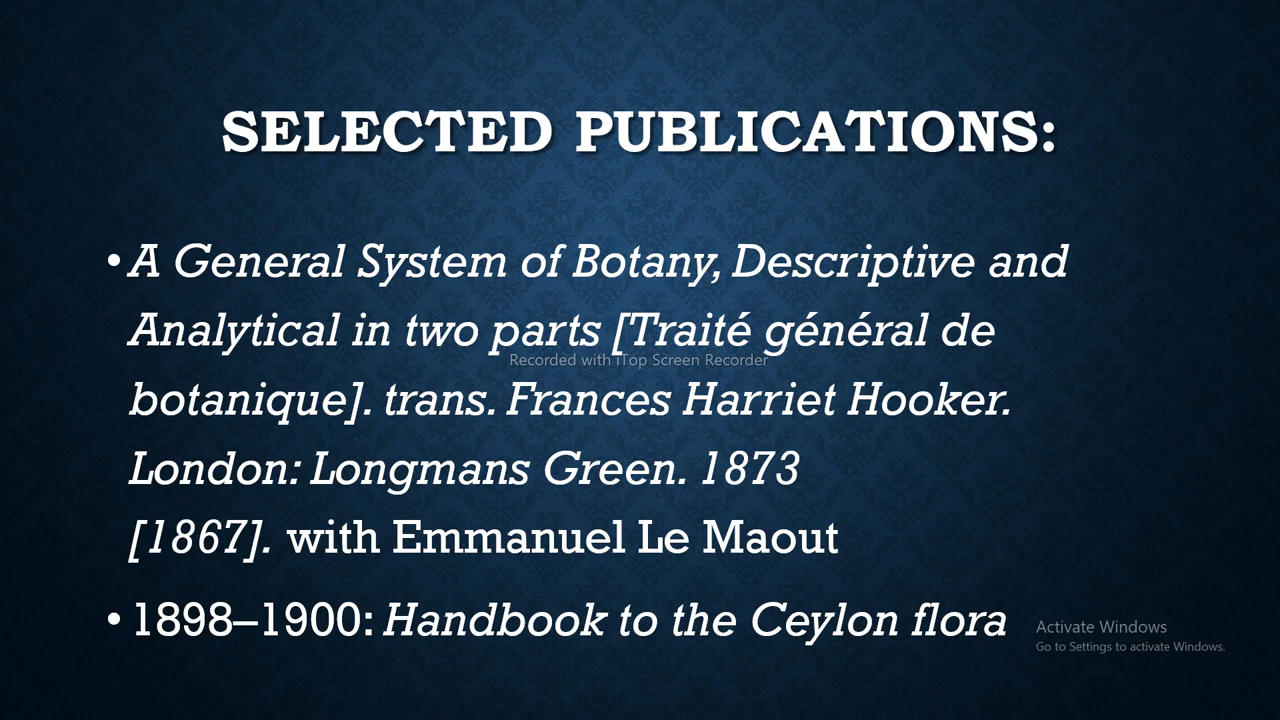 SELECTED PUBLICATIONS:
• A General System of Botany, Descriptive and
Analytical in two parts [Traité général de
Recorded with iTop Screen Recorder
botanique]. trans. Frances Harriet Hooker.
London: Longmans Green. 1873
[1867]. with Emmanuel Le Maout
• 1898–1900: Handbook to the Ceylon flora
Activate Windows
Go to Settings to activate Windows.